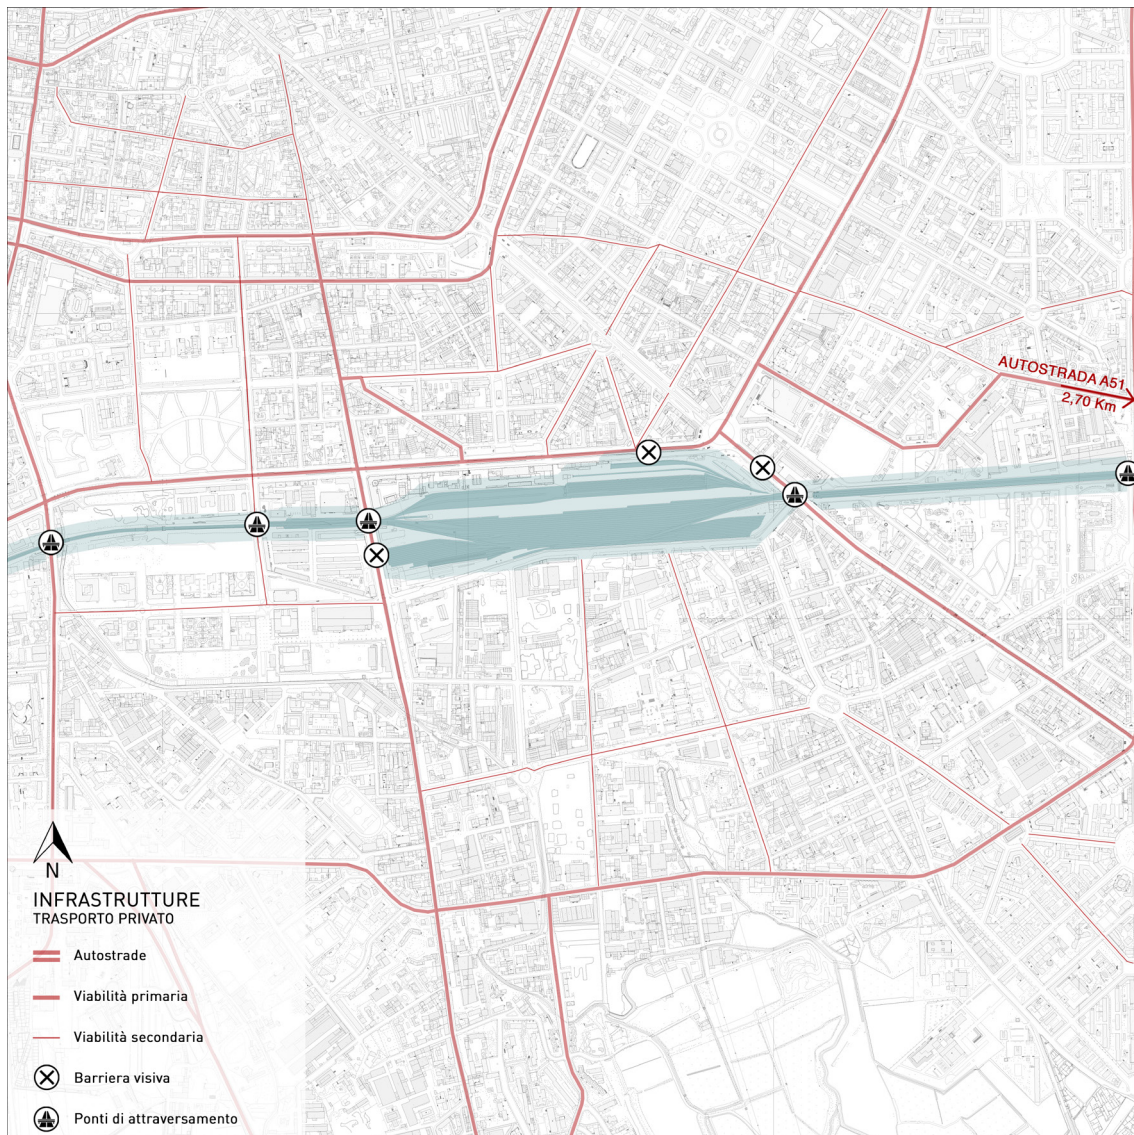 AUTOSTRADA A51
2,70 Km
N
INFRASTRUTTURE
TRASPORTO PRIVATO
Autostrade
Viabilità primaria
Viabilità secondaria
Barriera visiva
Ponti di attraversamento